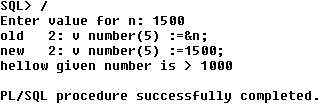 SQL> /
Enter value for n: 1500
old   2: v number(5) :=&n;
new   2: v number(5) :=1500;
hellow given number is > 1000
PL/SQL procedure successfully completed.